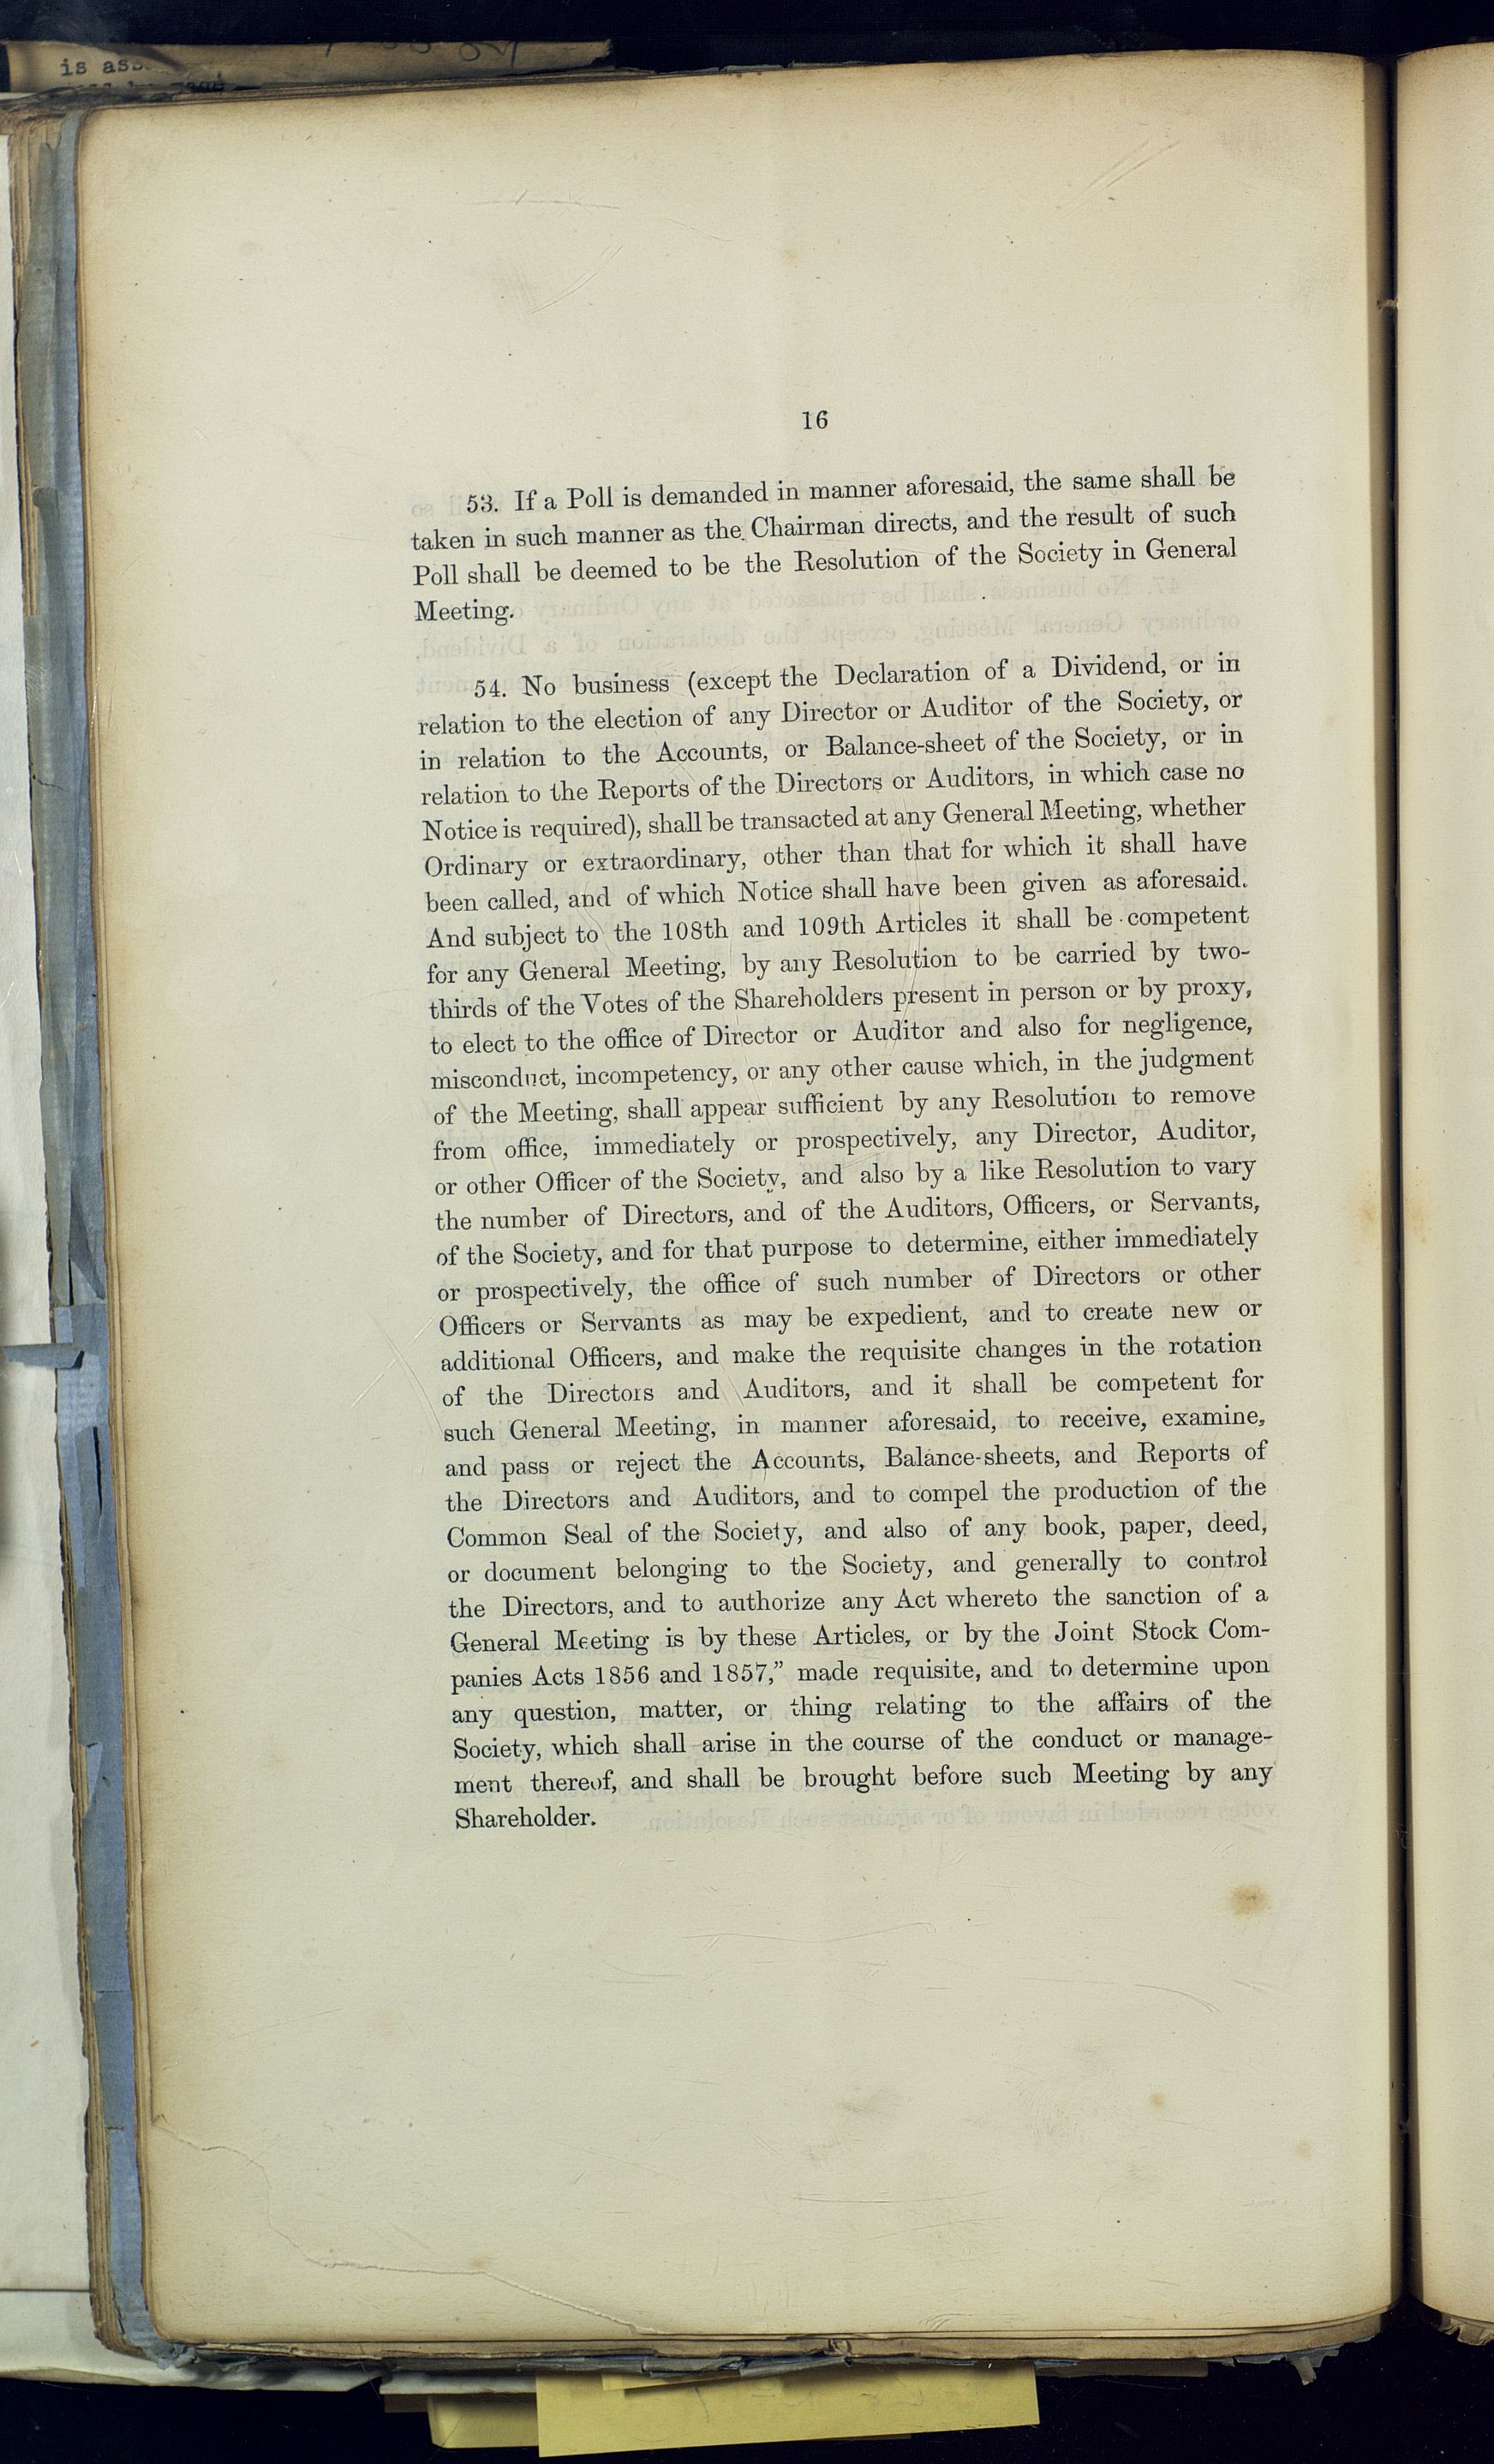 is ass
16
53. If a Poll is demanded in manner aforesaid, the same shall be
taken in such manner as the Chairman directs, and the result of such
Poll shall be deemed to be the Resolution of the Society in General
Meeting.
54. No business (except the Declaration of a Dividend, or in
relation to the election of any Director or Auditor of the Society, or
in relation to the Accounts, or Balance-sheet of the Society, or in
relation to the Reports of the Directors or Auditors, in which case no
Notice is required), shall be transacted at any General Meeting, whether
Ordinary or extraordinary, other than that for which it shall have
been called, and of which Notice shall have been given as aforesaid.
And subject to the 108th and 109th Articles it shall be competent
for any General Meeting, by any Resolution to be carried by two-
thirds of the Votes of the Shareholders present in person or by proxy,
to elect to the office of Director or Auditor and also for negligence,
misconduct, incompetency, or any other cause which, in the judgment
of the Meeting, shall appear sufficient by any Resolution to remove
from office, immediately or prospectively, any Director, Auditor,
or other Officer of the Society, and also by a like Resolution to vary
the number of Directors, and of the Auditors, Officers, or Servants,
of the Society, and for that purpose to determine, either immediately
or prospectively, the office of such number of Directors or other
Officers or Servants as may be expedient, and to create new or
additional Officers, and make the requisite changes in the rotation
of the Directors and Auditors, and it shall be competent for
such General Meeting, in manner aforesaid, to receive, examine,
and pass or reject the Accounts, Balance-sheets, and Reports of
the Directors and Auditors, and to compel the production of the
Common Seal of the Society, and also of any book, paper, deed,
or document belonging to the Society, and generally to control
the Directors, and to authorize any Act whereto the sanction of a
General Meeting is by these Articles, or by the Joint Stock Com-
panies Acts 1856 and 1857,” made requisite, and to determine upon
any question, matter, or thing relating to the affairs of the
Society, which shall arise in the course of the conduct or manage-
ment thereof, and shall be brought before such Meeting by any
Shareholder.